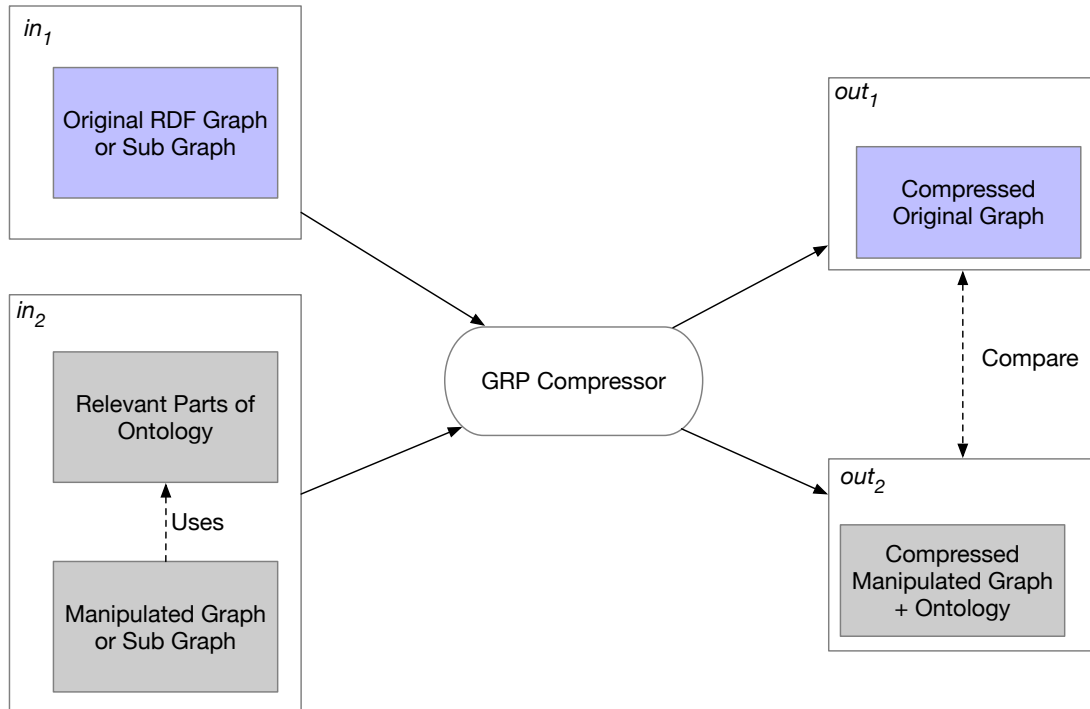 in1
Original RDF Graph
or Sub Graph
in2
Relevant Parts of
Ontology
Uses
Manipulated Graph
or Sub Graph
GRP Compressor
out1
Compressed
Original Graph
Compare
out2
Compressed
Manipulated Graph
+ Ontology